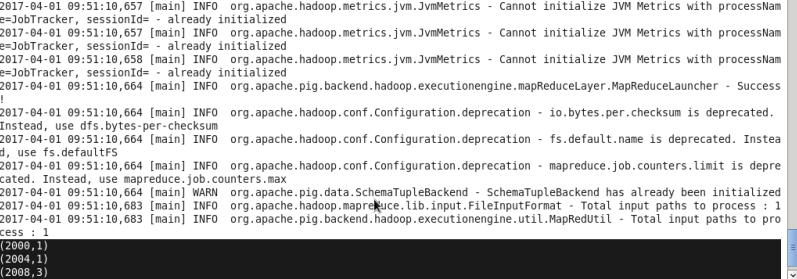 2017-04-01 09:51:10,657 [main] INFO  org.apache.hadoop.metrics.jvm.JvmMetrics - Cannot initialize JVM Metrics with processNam
e=JobTracker, sessionId= - already initialized
2017-04-01 09:51:10,657 [main] INFO  org.apache.hadoop.metrics.jvm.JvmMetrics - Cannot initialize JVM Metrics with processNam
e=JobTracker, sessionId= - already initialized
2017-04-01 09:51:10,658 [main] INFO  org.apache.hadoop.metrics.jvm.JvmMetrics - Cannot initialize JVM Metrics with processNam
e=JobTracker, sessionId= - already initialized
2017-04-01 09:51:10,664 [main] INFO  org.apache.pig.backend.hadoop.executionengine.mapReduceLayer.MapReduceLauncher - Success
!
2017-04-01 09:51:10,664 [main] INFO  org.apache.hadoop.conf.Configuration.deprecation - io.bytes.per.checksum is deprecated.
Instead, use dfs.bytes-per-checksum
2017-04-01 09:51:10,664 [main] INFO  org.apache.hadoop.conf.Configuration.deprecation - fs.default.name is deprecated. Instea
d, use fs.defaultFS
2017-04-01 09:51:10,664 [main] INFO  org.apache.hadoop.conf.Configuration.deprecation - mapreduce.job.counters.limit is depre
cated. Instead, use mapreduce.job.counters.max
2017-04-01 09:51:10,664 [main] WARN  org.apache.pig.data.SchemaTupleBackend - SchemaTupleBackend has already been initialized
2017-04-01 09:51:10,683 [main] INFO  org.apache.hadoop.mapreduce.lib.input.FileInputFormat - Total input paths to process : 1
2017-04-01 09:51:10,683 [main] INFO  org.apache.pig.backend.hadoop.executionengine.util.MapRedUtil - Total input paths to pro
cess : 1
(2000,1)
(2004,1)
(2008,3)